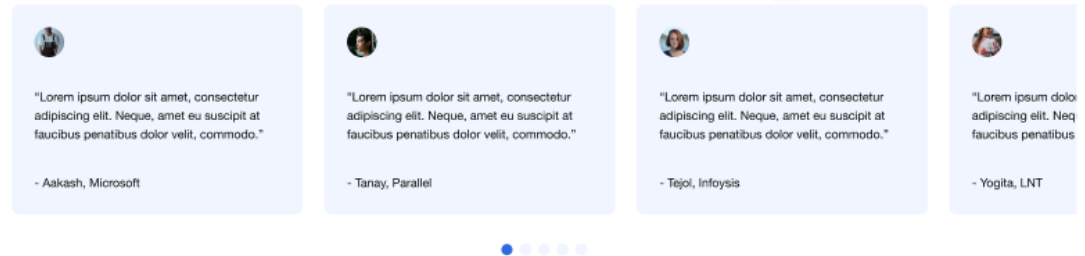 “Lorem ipsum dolor sit amet, consectetur
adipiscing elit. Neque, amet eu suscipit at
faucibus penatibus dolor velit, commodo.”
- Aakash, Microsoft
“Lorem ipsum dolor sit amet, consectetur
adipiscing elit. Neque, amet eu suscipit at
faucibus penatibus dolor velit, commodo.”
- Tanay, Parallel
“Lorem ipsum dolor sit amet, consectetur
adipiscing elit. Neque, amet eu suscipit at
faucibus penatibus dolor velit, commodo.”
- Tejol, Infoysis
“Lorem ipsum dolor
adipiscing elit. Neq
faucibus penatibus
- Yogita, LNT